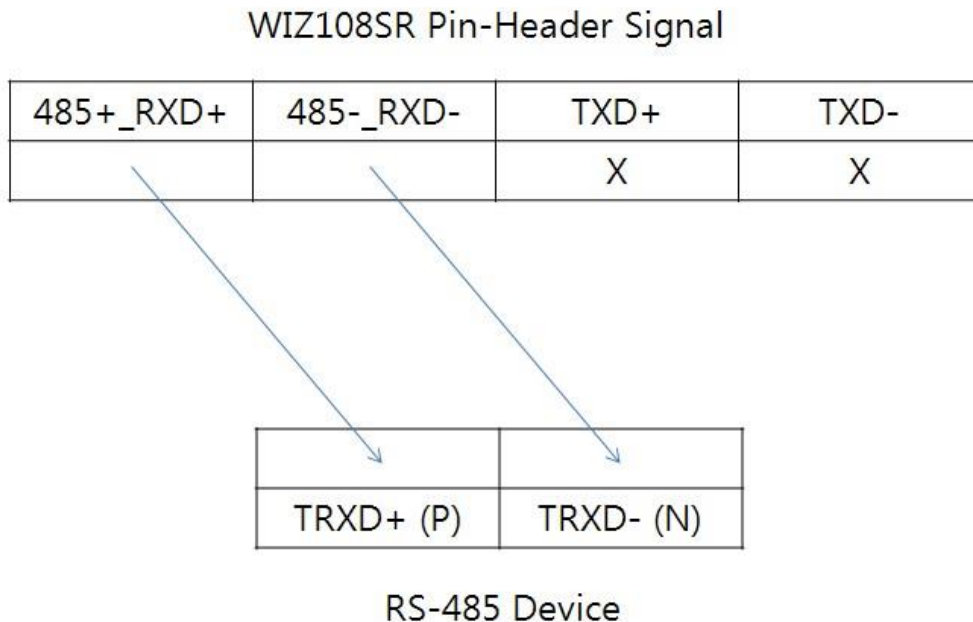 WIZ108SR Pin-Header Signal
485+_RXD+ 485-_RXD- TXD+ TXD-
X X
TRXD+ (P) TRXD- (N)
RS-485 Device